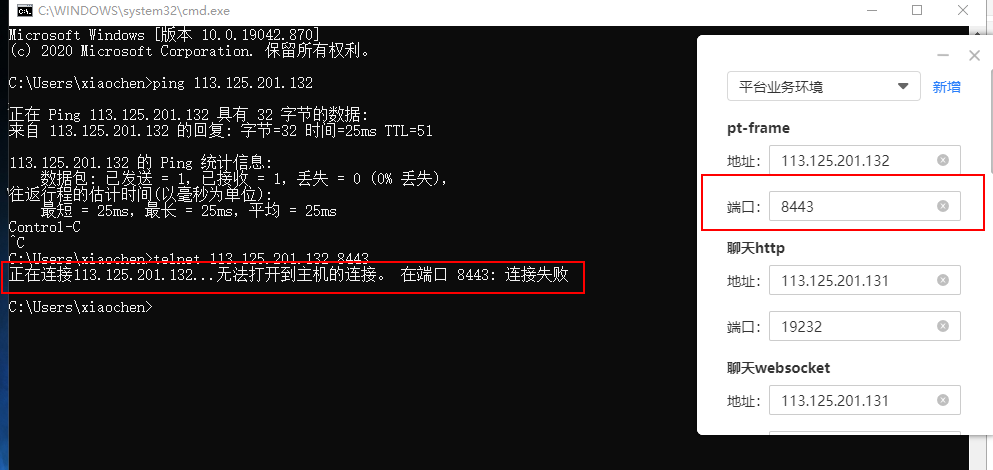 C:\WINDOWS\system32\cmd.exe
Microsoft Windows [版本 10.0.19042.870]
(c) 2020 Microsoft Corporation. 保留所有权利。
C:\Users\xiaochen>ping 113.125.201.132
正在 Ping 113.125.201.132 具有 32 字节的数据:
来自 113.125.201.132 的回复: 字节=32 时间=25ms TTL=51
113.125.201.132 的 Ping 统计信息:
数据包: 已发送 = 1，已接收 = 1，丢失 = 0 (0% 丢失)，
往返行程的估计时间(以毫秒为单位):
最短 = 25ms，最长 = 25ms，平均 = 25ms
Control-C
^C
C:\Users\xiaochen>telnet 113.125.201.132 8443
正在连接113.125.201.132...无法打开到主机的连接。 在端口 8443: 连接失败
C:\Users\xiaochen>
平台业务环境 新增
pt-frame
地址: 113.125.201.132
端口: 8443
聊天http
地址: 113.125.201.131
端口: 19232
聊天websocket
地址: 113.125.201.131